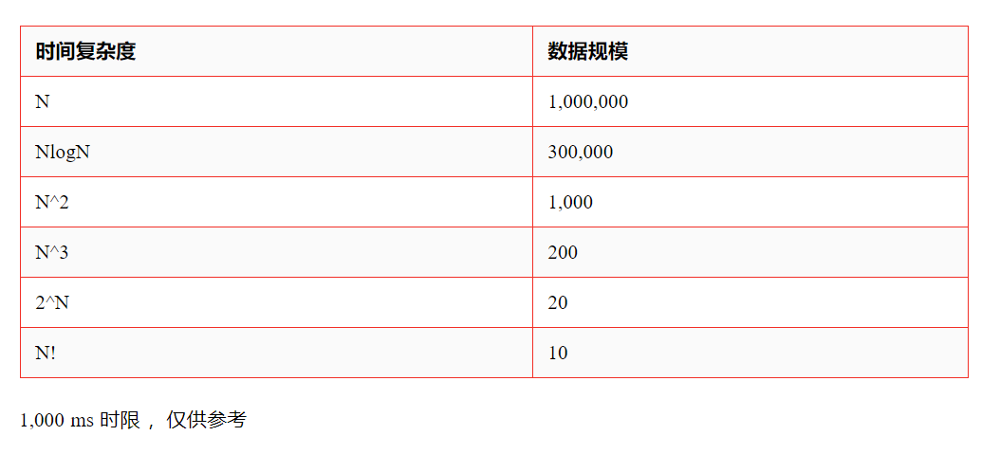 时间复杂度 数据规模
N 1,000,000
NlogN 300,000
N^2 1,000
N^3 200
2^N 20
N! 10
1,000 ms 时限 ，仅供参考